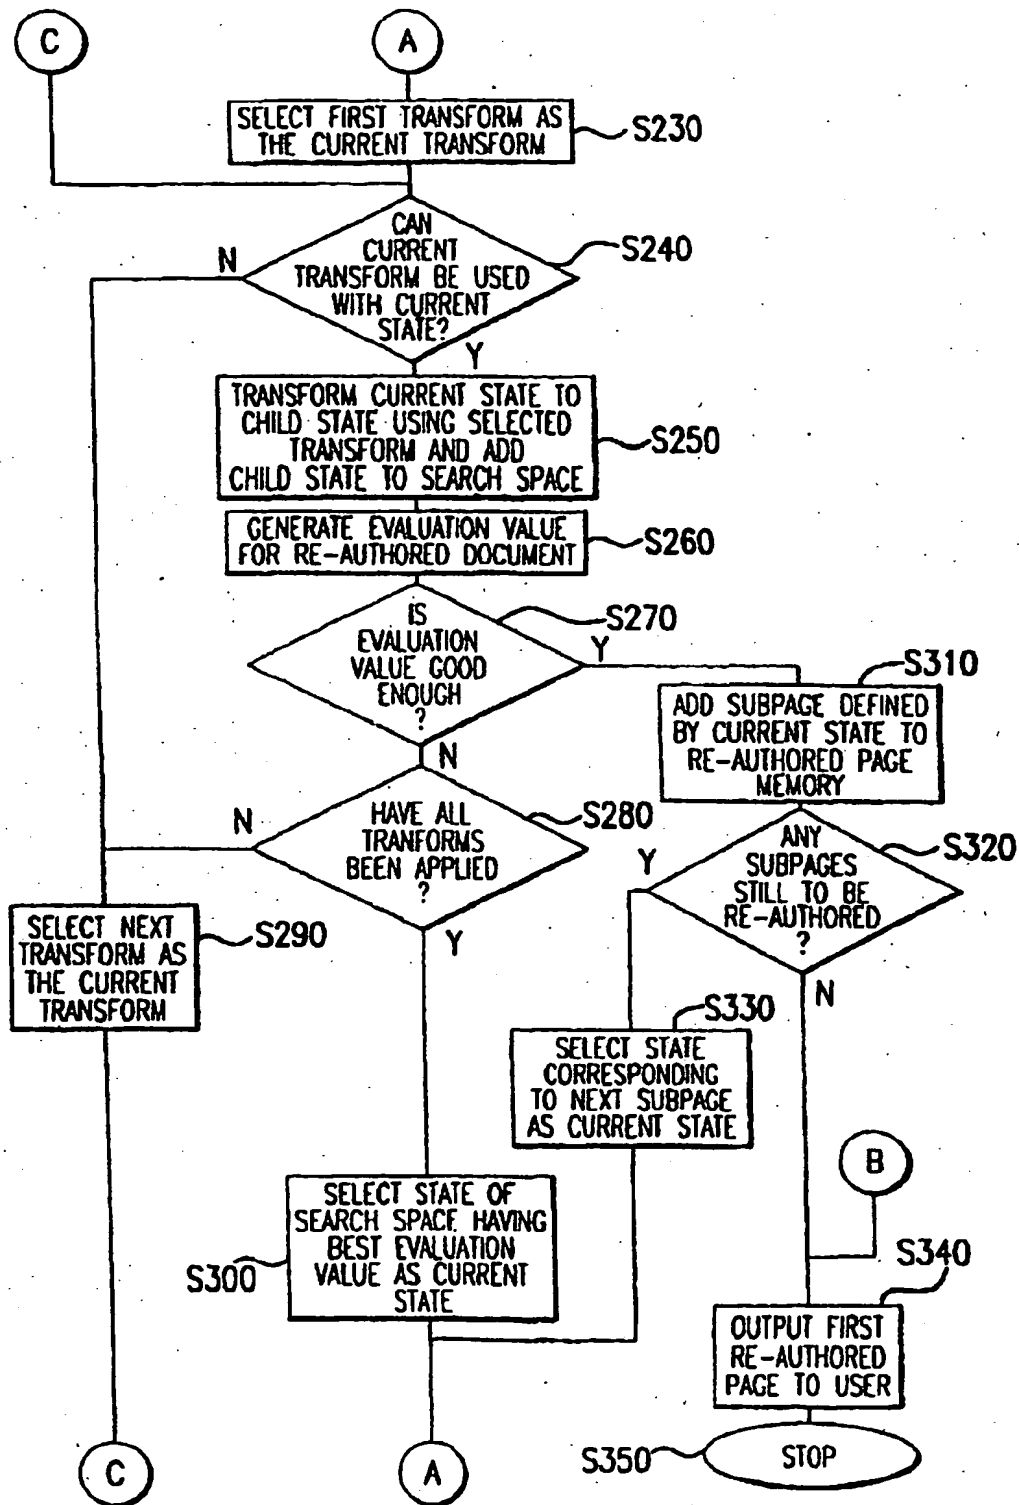 C
A
SELECT FIRST TRANSFORM AS
THE CURRENT TRANSFORM
S230
CAN
CURRENT
TRANSFORM BE USED
WITH CURRENT
STATE?
S240
N
Y
TRANSFORM CURRENT STATE TO
CHILD STATE USING SELECTED
TRANSFORM AND ADD
CHILD STATE TO SEARCH SPACE
S250
GENERATE EVALUATION VALUE
FOR RE-AUTHORED DOCUMENT
S260
IS
EVALUATION
VALUE GOOD
ENOUGH
?
S270
Y
N
S310
ADD SUBPAGE DEFINED
BY CURRENT STATE TO
RE-AUTHORED PAGE
MEMORY
HAVE ALL
TRANFORMS
BEEN APPLIED
?
S280
N
Y
ANY
SUBPAGES
STILL TO BE
RE-AUTHORED
?
S320
Y
N
SELECT NEXT
TRANSFORM AS
THE CURRENT
TRANSFORM
S290
S330
SELECT STATE
CORRESPONDING
TO NEXT SUBPAGE
AS CURRENT STATE
B
SELECT STATE OF
SEARCH SPACE HAVING
BEST EVALUATION
VALUE AS CURRENT
STATE
S300
S340
OUTPUT FIRST
RE-AUTHORED
PAGE TO USER
S350
STOP
C
A